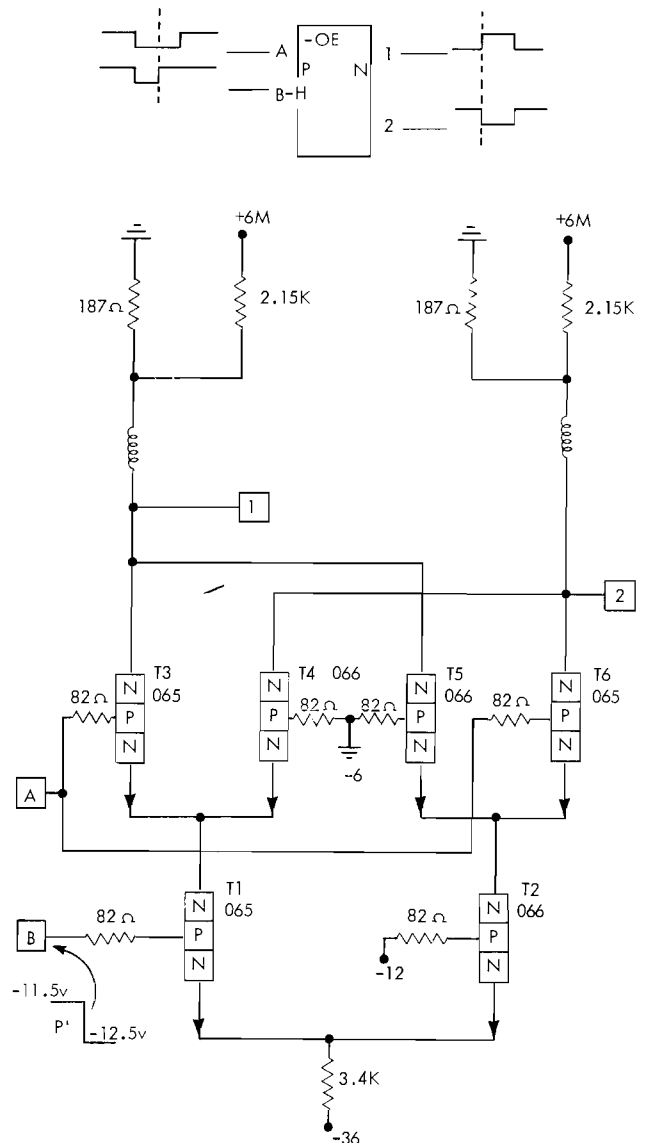 -OE
A 1
P N
B-H
2
+6M +6M
187Ω 2.15K 187Ω 2.15K
1
2
T3 T4 066 T5 T6
065 066 065
82Ω 82Ω 82Ω 82Ω
N N N N
P P P P
N N N N
-6
A
T1 T2
065 066
B 82Ω 82Ω
N N
P P
N N
-12
-11.5v
P'
-12.5v
3.4K
-36